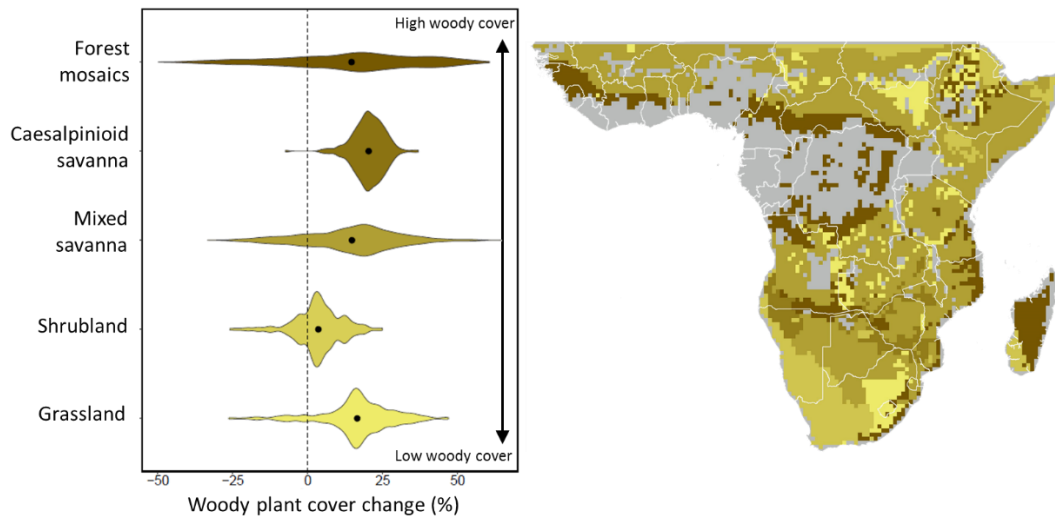 High woody cover
Forest
mosaics
Caesalpinioid
savanna
Mixed
savanna
Shrubland
Grassland
Low woody cover
-50 -25 0 25 50
Woody plant cover change (%)